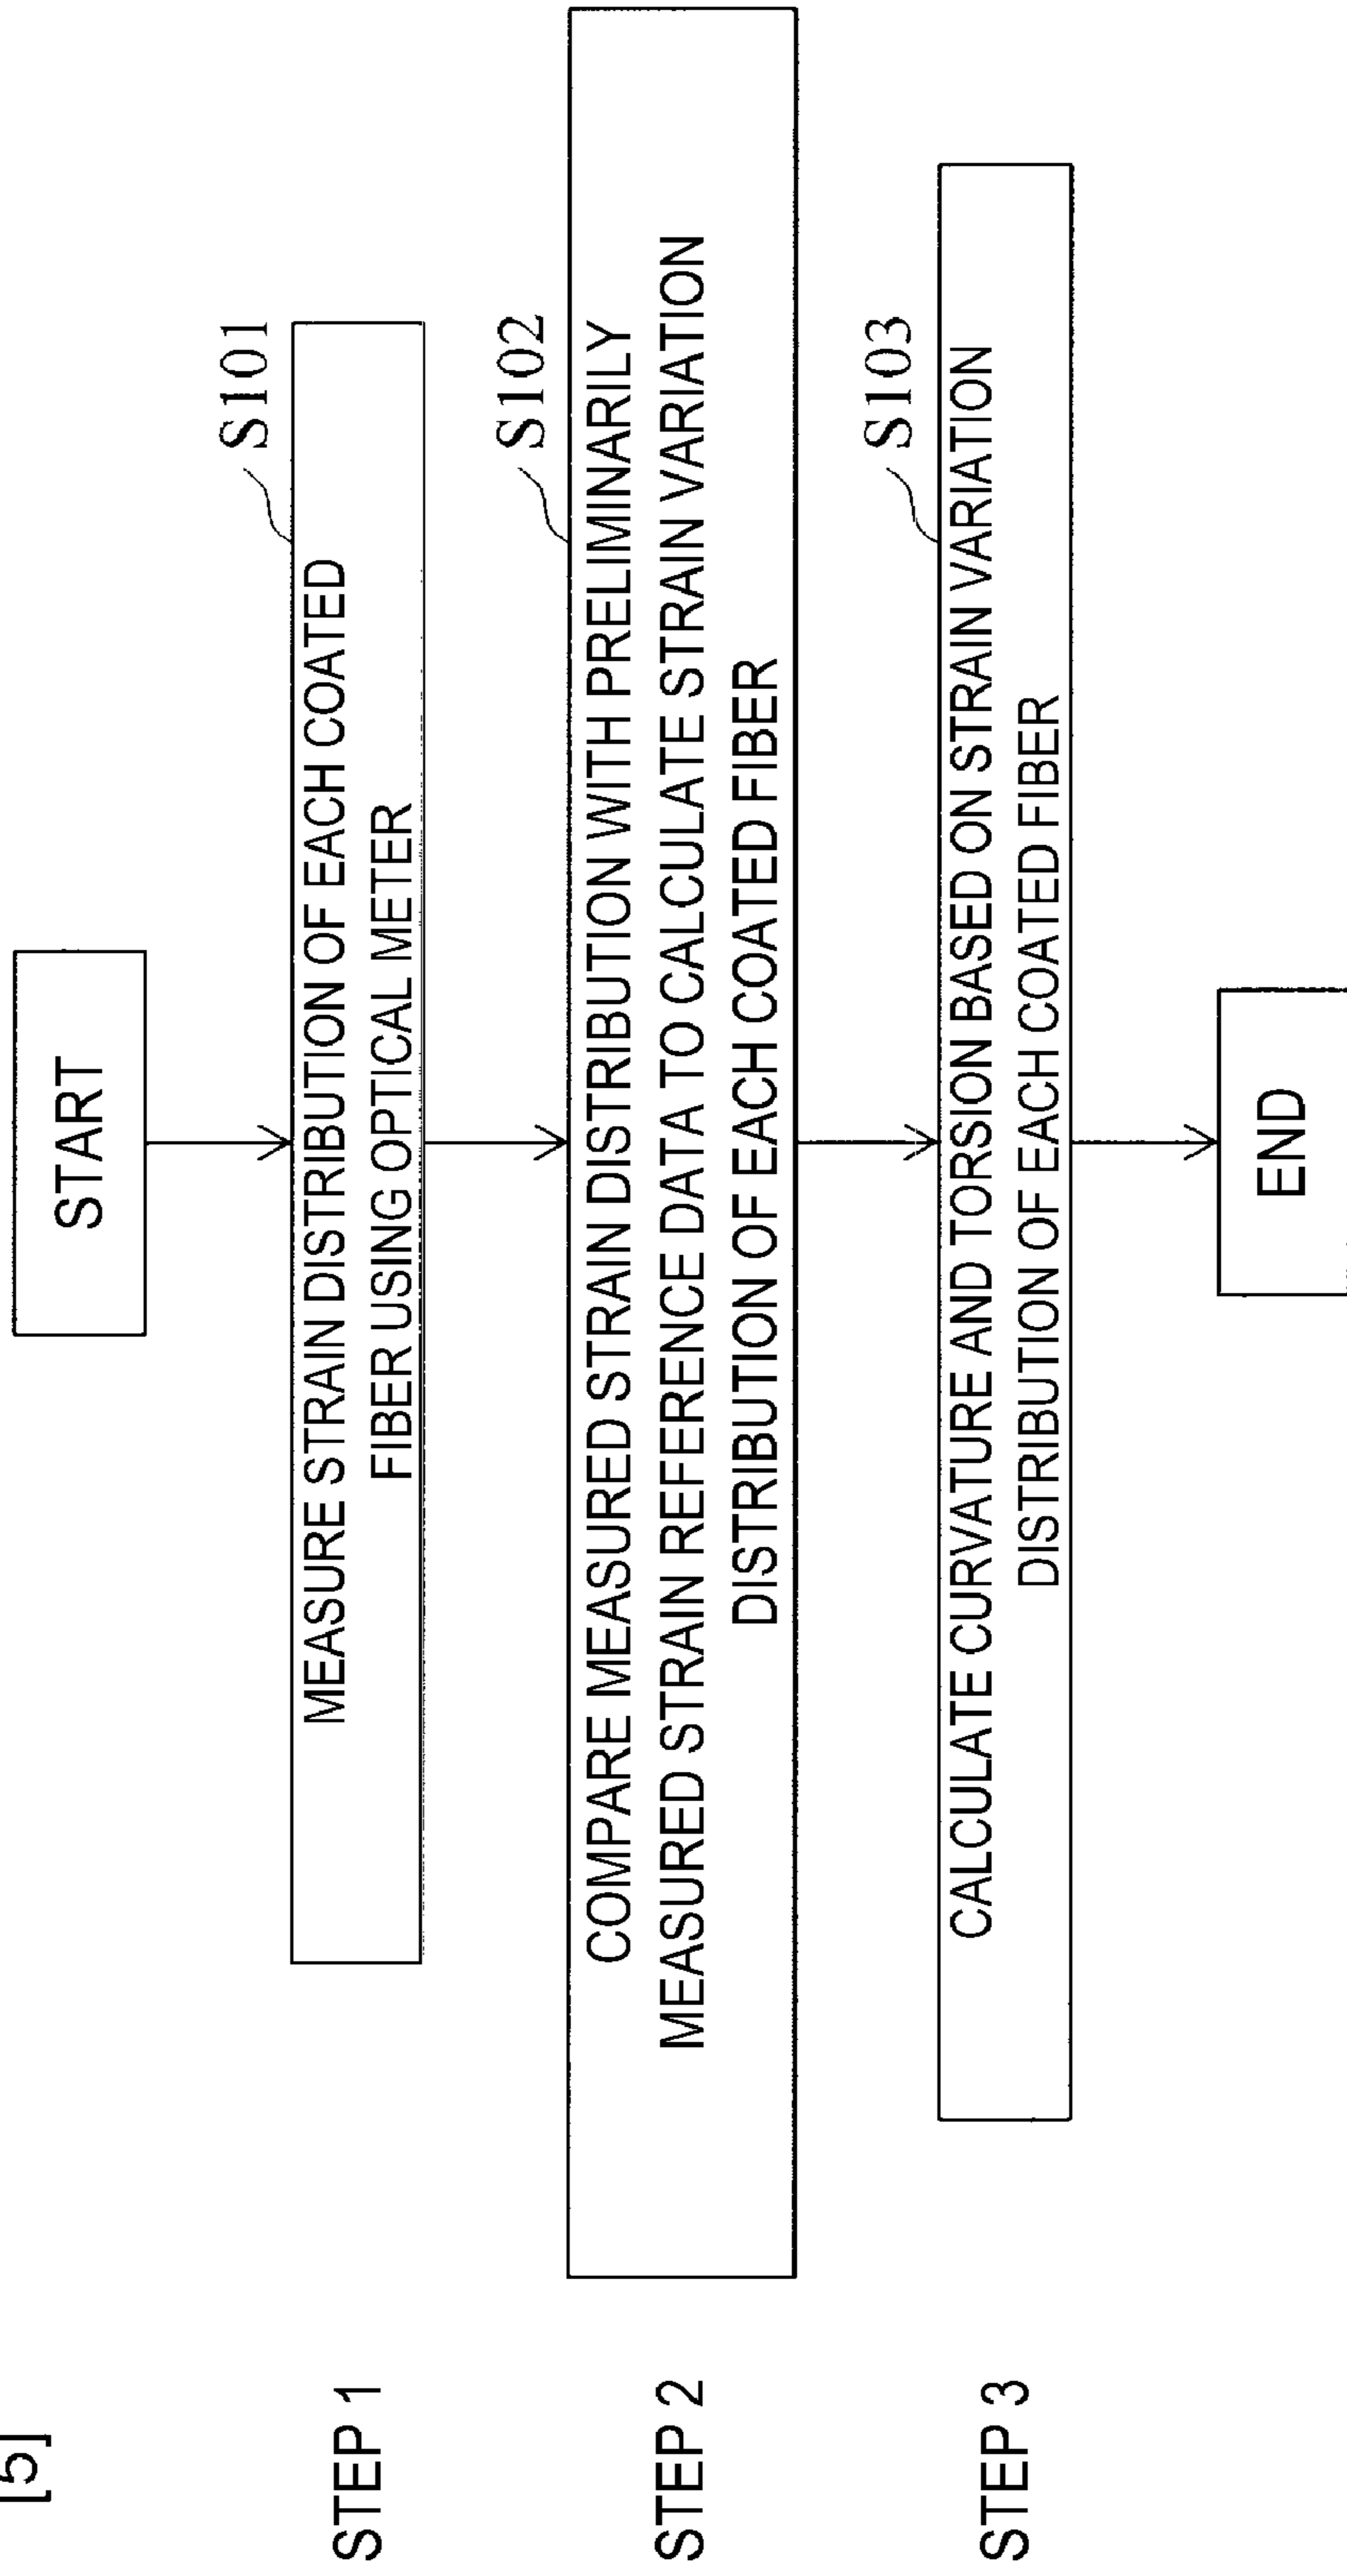 [5]
START
S101
STEP 1
MEASURE STRAIN DISTRIBUTION OF EACH COATED
FIBER USING OPTICAL METER
S102
STEP 2
COMPARE MEASURED STRAIN DISTRIBUTION WITH PRELIMINARILY
MEASURED STRAIN REFERENCE DATA TO CALCULATE STRAIN VARIATION
DISTRIBUTION OF EACH COATED FIBER
S103
STEP 3
CALCULATE CURVATURE AND TORSION BASED ON STRAIN VARIATION
DISTRIBUTION OF EACH COATED FIBER
END